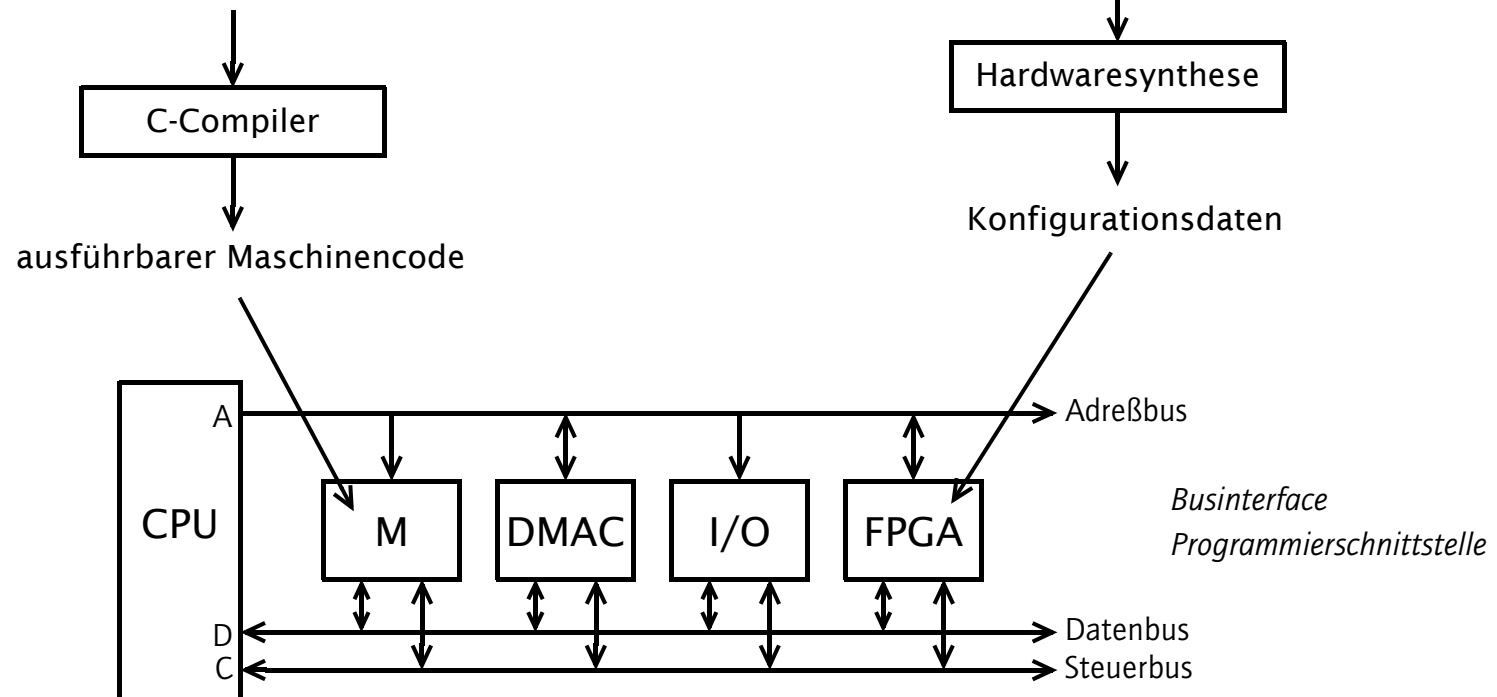 Hardwaresynthese
C-Compiler
Konfigurationsdaten
ausführbarer Maschinencode
A
Adreßbus
CPU
M
DMAC
I/O
FPGA
Businterface
Programmierschnittstelle
D
Datenbus
C
Steuerbus